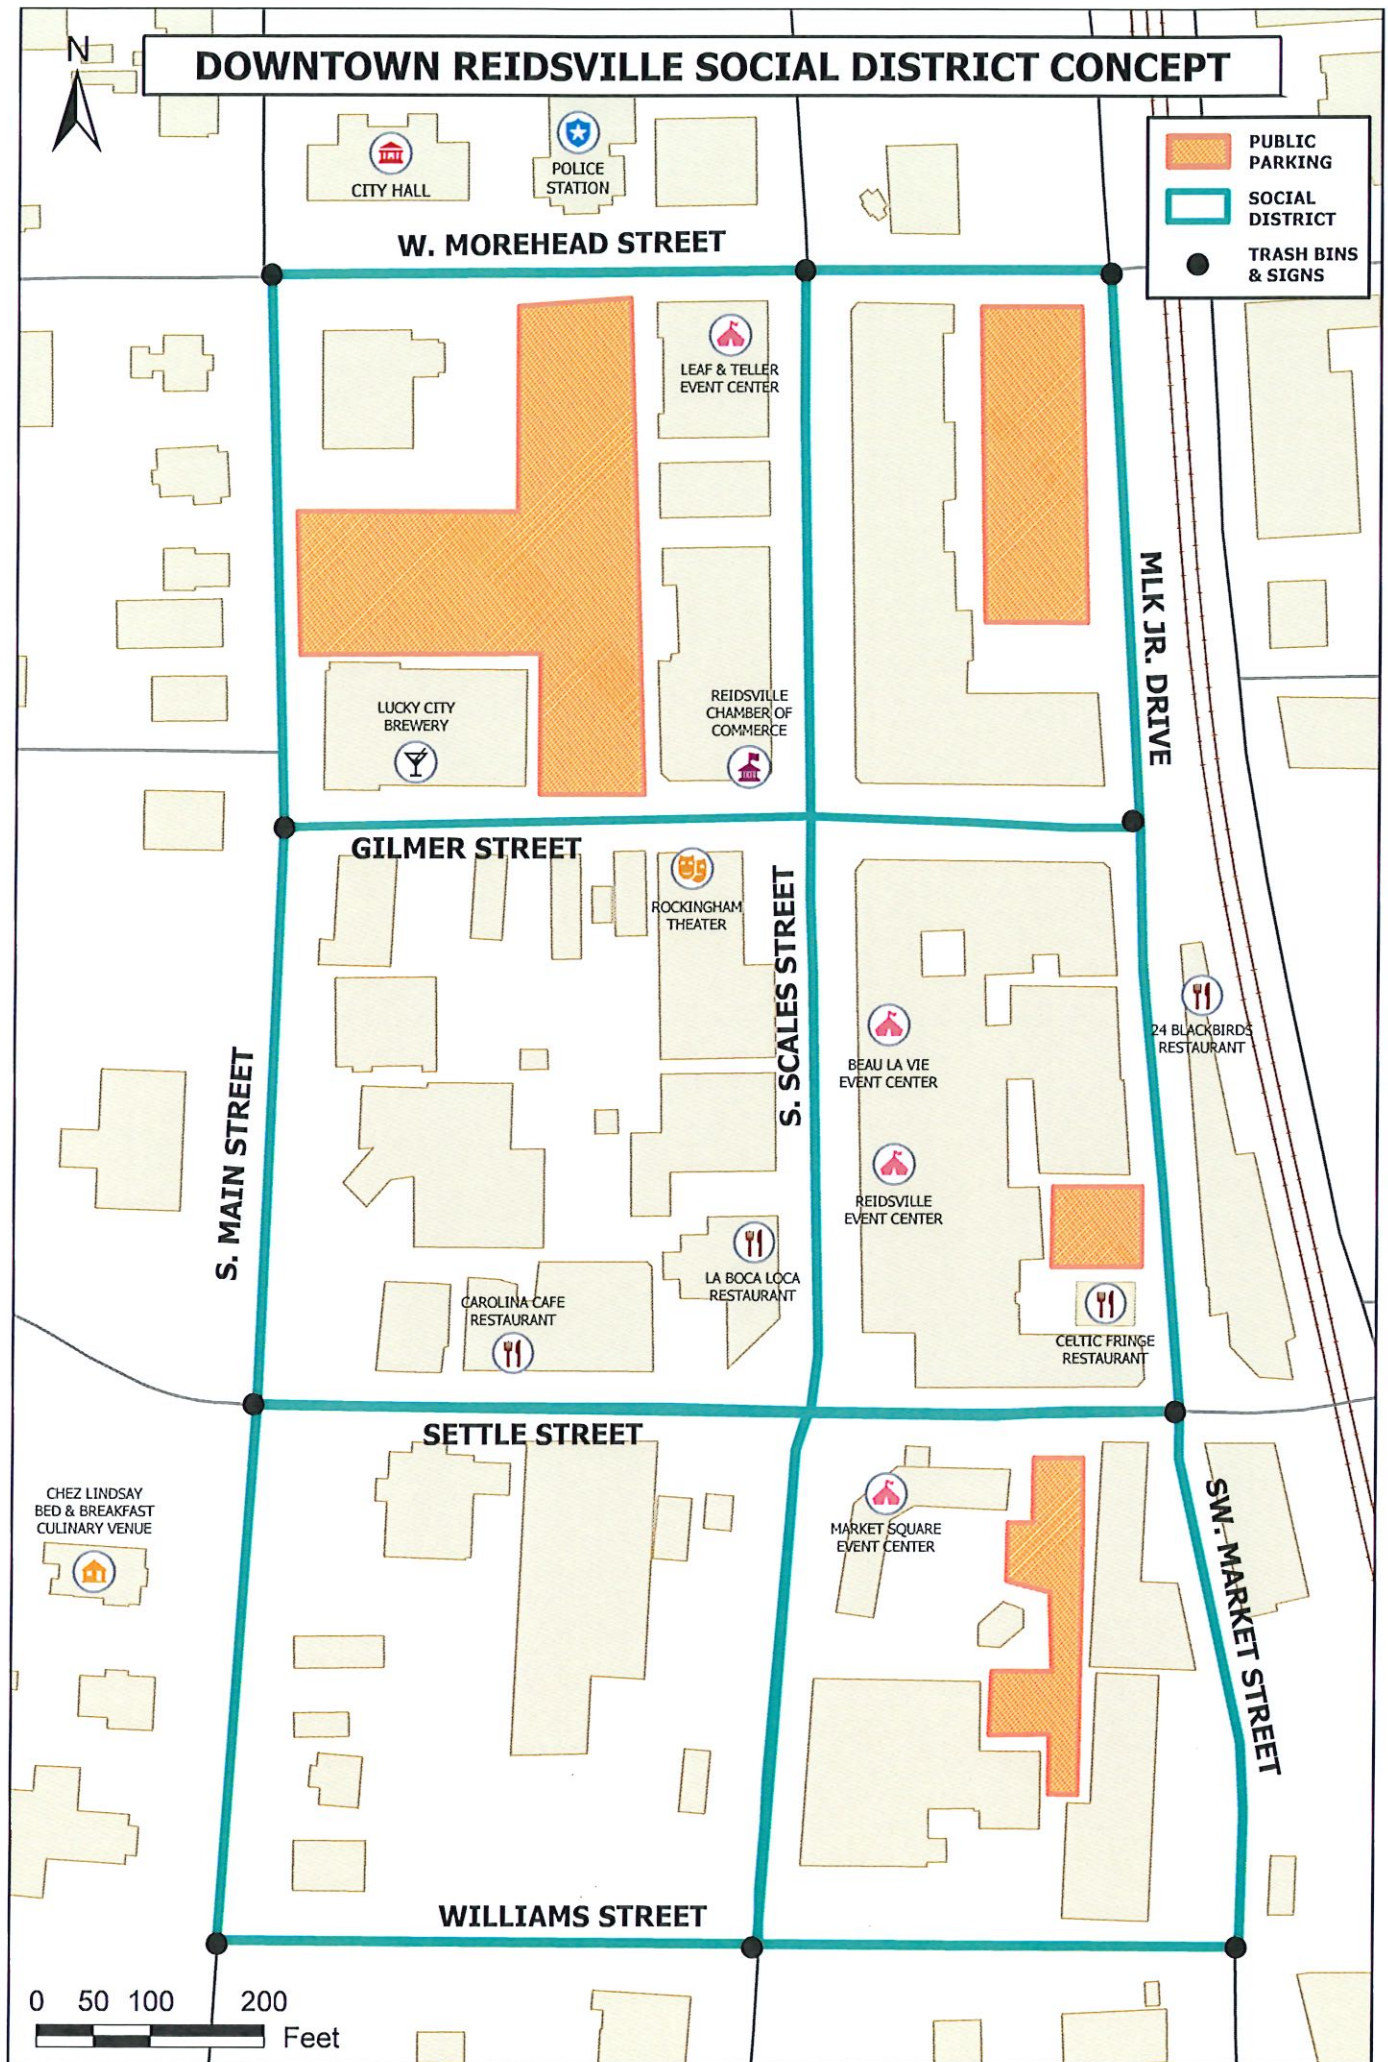 DOWNTOWN REIDSVILLE SOCIAL DISTRICT CONCEPT
N
PUBLIC
PARKING
SOCIAL
DISTRICT
TRASH BINS
& SIGNS
CITY HALL
POLICE
STATION
W. MOREHEAD STREET
LEAF & TELLER
EVENT CENTER
MLK JR. DRIVE
LUCKY CITY
BREWERY
REIDSVILLE
CHAMBER OF
COMMERCE
GILMER STREET
ROCKINGHAM
THEATER
S. SCALES STREET
S. MAIN STREET
BEAU LA VIE
EVENT CENTER
24 BLACKBIRDS
RESTAURANT
REIDSVILLE
EVENT CENTER
LA BOCA LOCA
RESTAURANT
CAROLINA CAFE
RESTAURANT
CELTIC FRINGE
RESTAURANT
SETTLE STREET
CHEZ LINDSAY
BED & BREAKFAST
CULINARY VENUE
MARKET SQUARE
EVENT CENTER
SW. MARKET STREET
WILLIAMS STREET
0 50 100 200
Feet